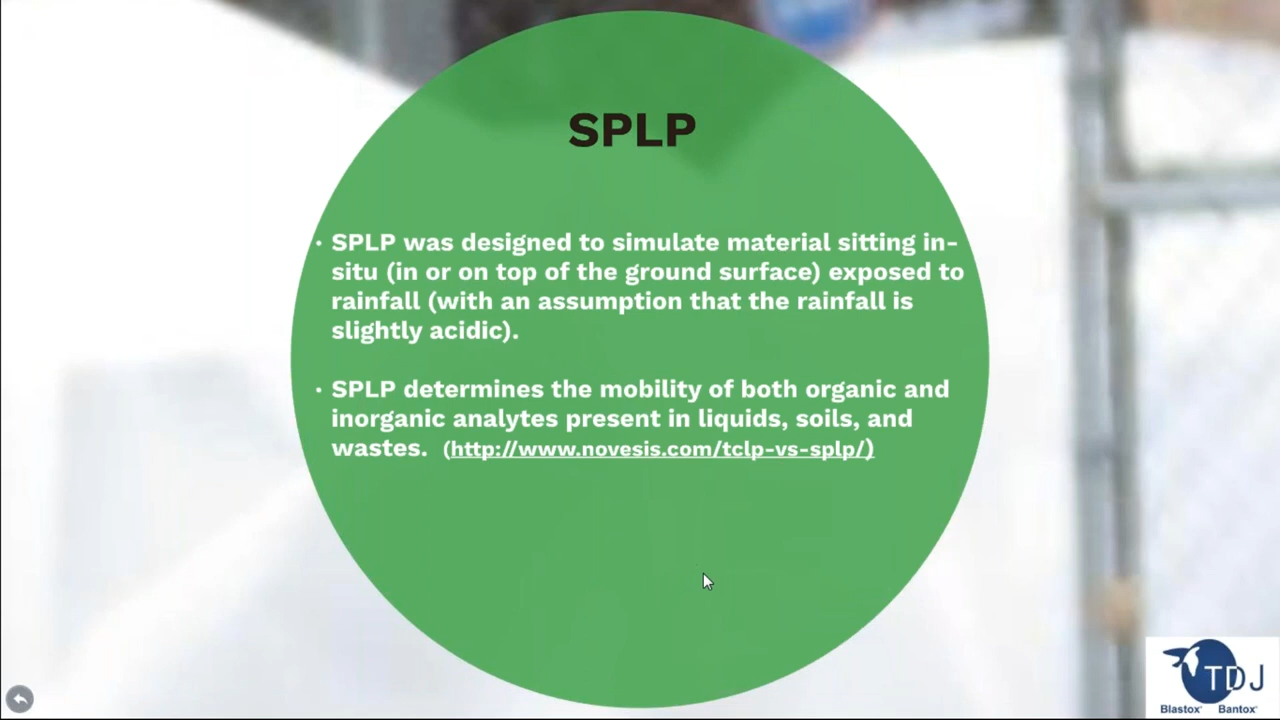 SPLP
• SPLP was designed to simulate material sitting in-
situ (in or on top of the ground surface) exposed to
rainfall (with an assumption that the rainfall is
slightly acidic).
• SPLP determines the mobility of both organic and
inorganic analytes present in liquids, soils, and
wastes. (http://www.novesis.com/tclp-vs-splp/)
TDJ
Blastox® Bantox®